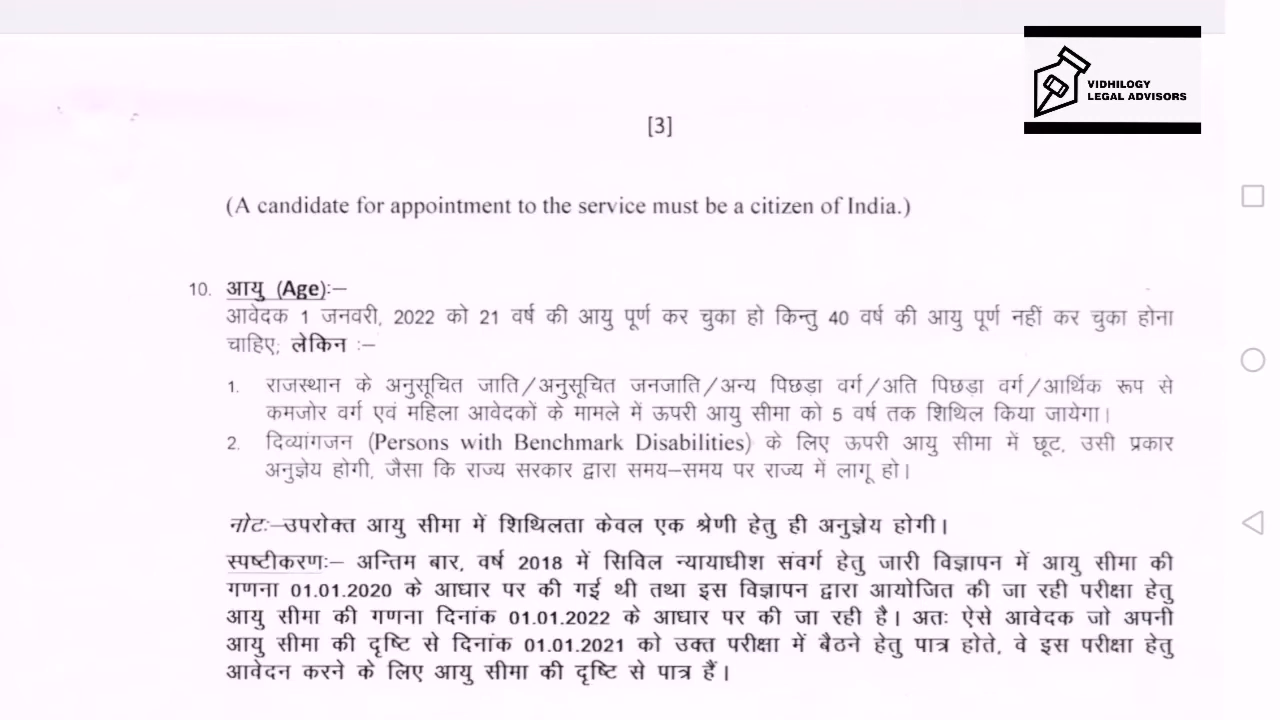 VIDHILOGY
LEGAL ADVISORS
[3]
(A candidate for appointment to the service must be a citizen of India.)
10. आयु (Age):–
आवेदक 1 जनवरी, 2022 को 21 वर्ष की आयु पूर्ण कर चुका हो किन्तु 40 वर्ष की आयु पूर्ण नहीं कर चुका होना
चाहिए; लेकिन :–
1. राजस्थान के अनुसूचित जाति/अनुसूचित जनजाति/अन्य पिछड़ा वर्ग/अति पिछड़ा वर्ग/आर्थिक रूप से
कमजोर वर्ग एवं महिला आवेदकों के मामले में ऊपरी आयु सीमा को 5 वर्ष तक शिथिल किया जायेगा।
2. दिव्यांगजन (Persons with Benchmark Disabilities) के लिए ऊपरी आयु सीमा में छूट, उसी प्रकार
अनुज्ञेय होगी, जैसा कि राज्य सरकार द्वारा समय–समय पर राज्य में लागू हो।
नोटः–उपरोक्त आयु सीमा में शिथिलता केवल एक श्रेणी हेतु ही अनुज्ञेय होगी।
स्पष्टीकरणः– अन्तिम बार, वर्ष 2018 में सिविल न्यायाधीश संवर्ग हेतु जारी विज्ञापन में आयु सीमा की
गणना 01.01.2020 के आधार पर की गई थी तथा इस विज्ञापन द्वारा आयोजित की जा रही परीक्षा हेतु
आयु सीमा की गणना दिनांक 01.01.2022 के आधार पर की जा रही है। अतः ऐसे आवेदक जो अपनी
आयु सीमा की दृष्टि से दिनांक 01.01.2021 को उक्त परीक्षा में बैठने हेतु पात्र होते, वे इस परीक्षा हेतु
आवेदन करने के लिए आयु सीमा की दृष्टि से पात्र हैं।